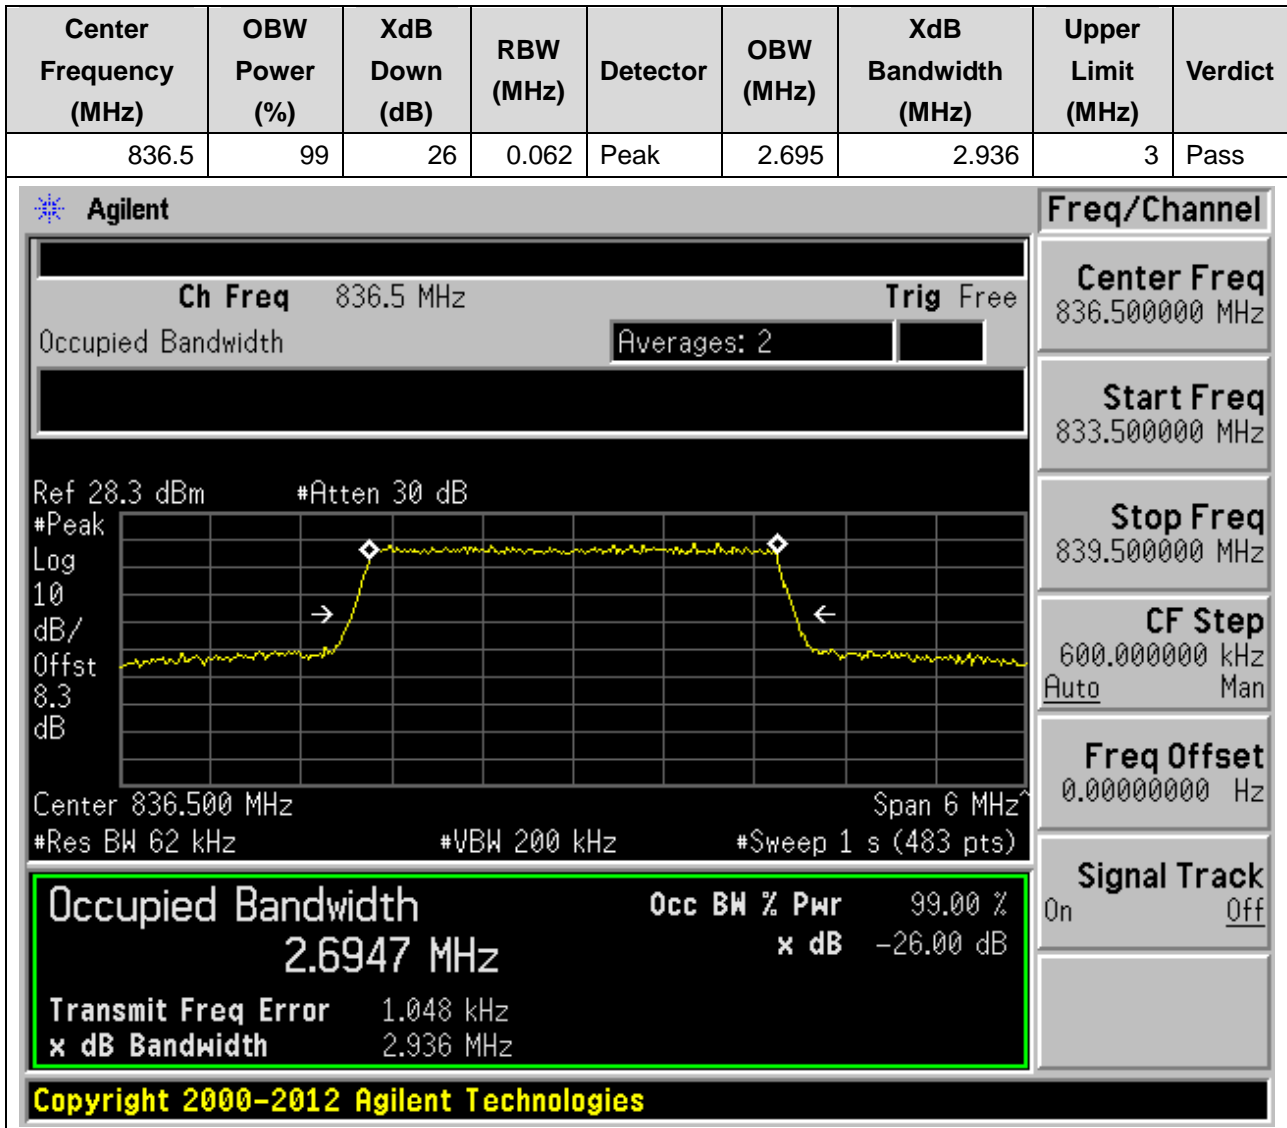 Center Frequency (MHz) OBW Power (%) XdB Down (dB) RBW (MHz) Detector OBW (MHz) XdB Bandwidth (MHz) Upper Limit (MHz) Verdict
836.5 99 26 0.062 Peak 2.695 2.936 3 Pass
Agilent
Freq/Channel
Ch Freq 836.5 MHz Trig Free
Occupied Bandwidth Averages: 2
Center Freq
836.500000 MHz
Start Freq
833.500000 MHz
Stop Freq
839.500000 MHz
CF Step
600.000000 kHz
Auto Man
Freq Offset
0.00000000 Hz
Signal Track
On Off
Ref 28.3 dBm #Atten 30 dB
#Peak
Log
10
dB/
Offst
8.3
dB
Center 836.500 MHz Span 6 MHz^
#Res BW 62 kHz #VBW 200 kHz #Sweep 1 s (483 pts)
Occupied Bandwidth Occ BW % Pwr 99.00 %
2.6947 MHz x dB -26.00 dB
Transmit Freq Error 1.048 kHz
x dB Bandwidth 2.936 MHz
Copyright 2000-2012 Agilent Technologies